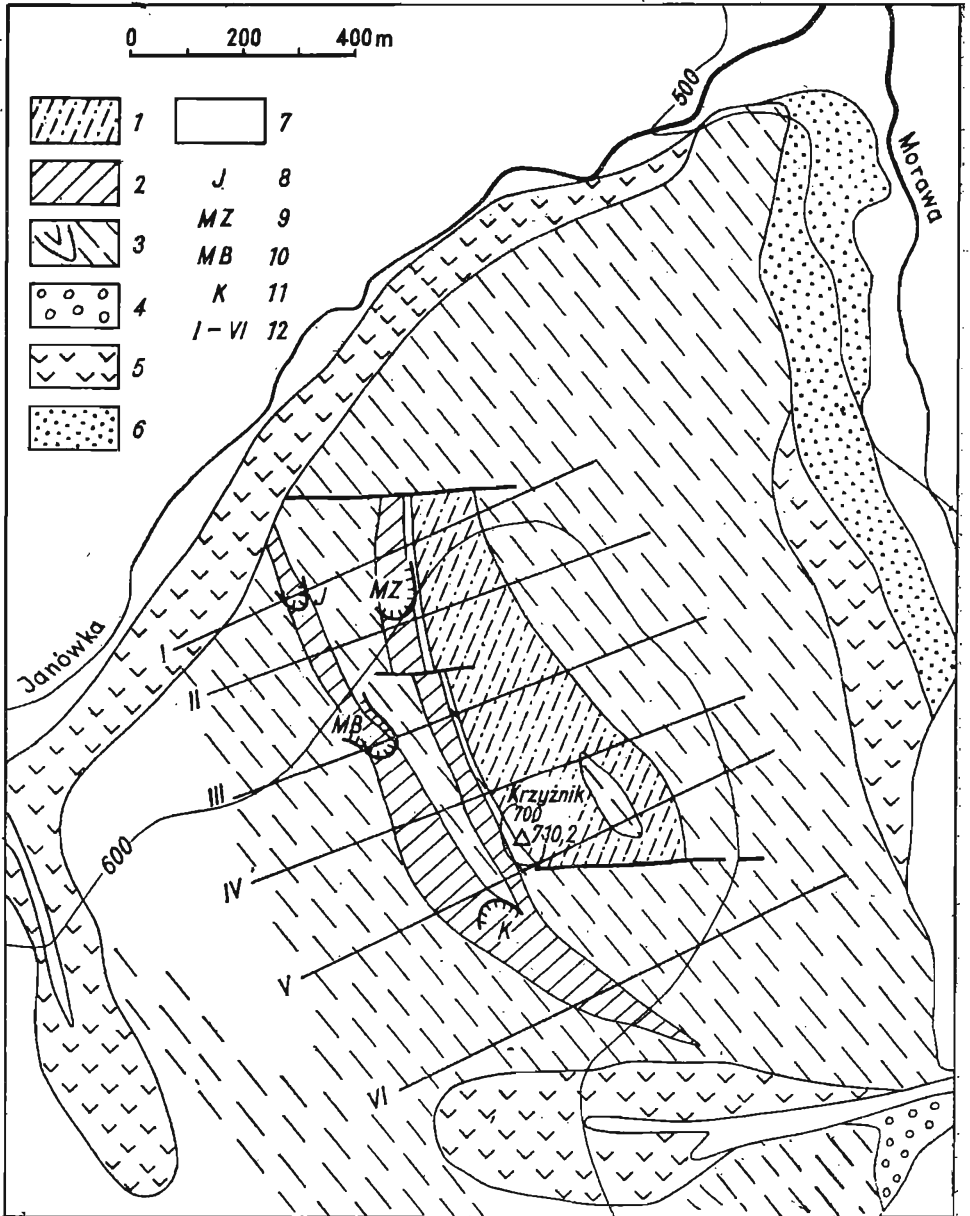 0 200 400 m
1 7
2 J 8
3 MZ 9
MB 10
4 K 11
I – VI 12
5
6
500
Morawa
Janówka
I
J
MZ
II
MB
III
Krzyżnik
700
710,2
600
IV
K
V
VI